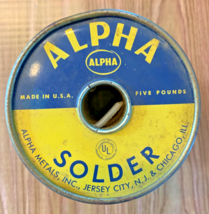 ALPHA
ALPHA
MADE IN U.S.A.
FIVE POUNDS
UL
SOLDER
ALPHA METALS, INC., JERSEY CITY, N.J. & CHICAGO, ILL.